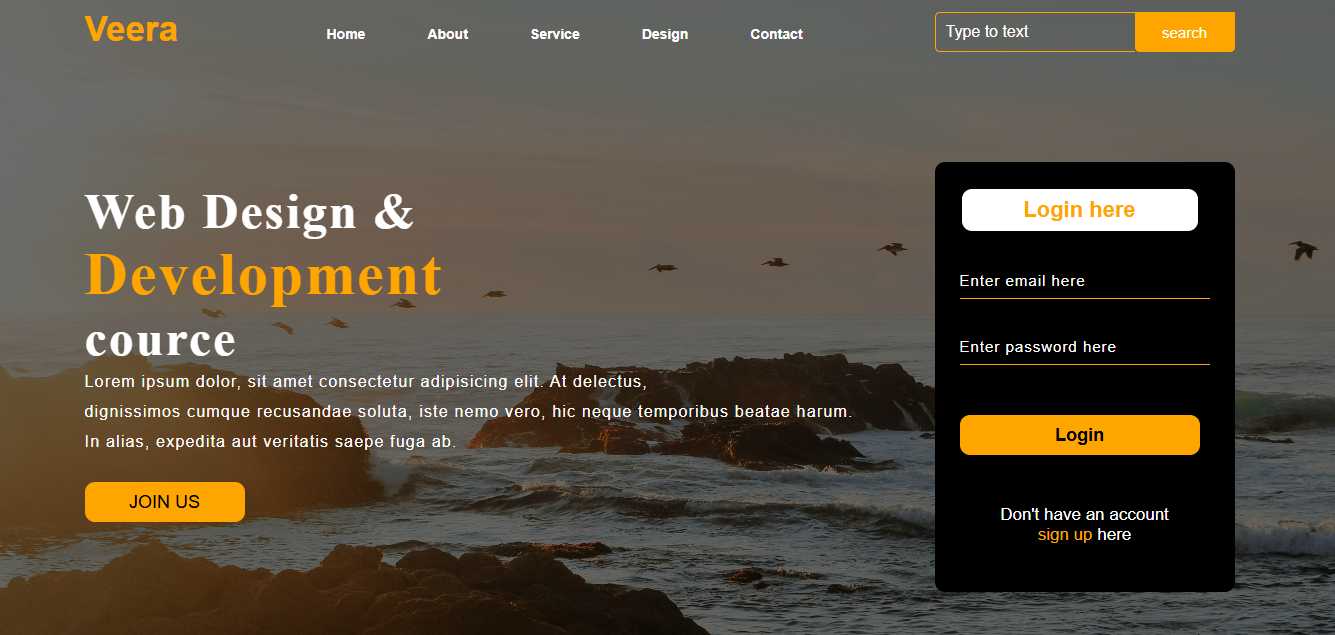 Veera
Home
About
Service
Design
Contact
Type to text
search
Web Design &
Development
cource
Lorem ipsum dolor, sit amet consectetur adipisicing elit. At delectus,
dignissimos cumque recusandae soluta, iste nemo vero, hic neque temporibus beatae harum.
In alias, expedita aut veritatis saepe fuga ab.
JOIN US
Login here
Enter email here
Enter password here
Login
Don't have an account
sign up here